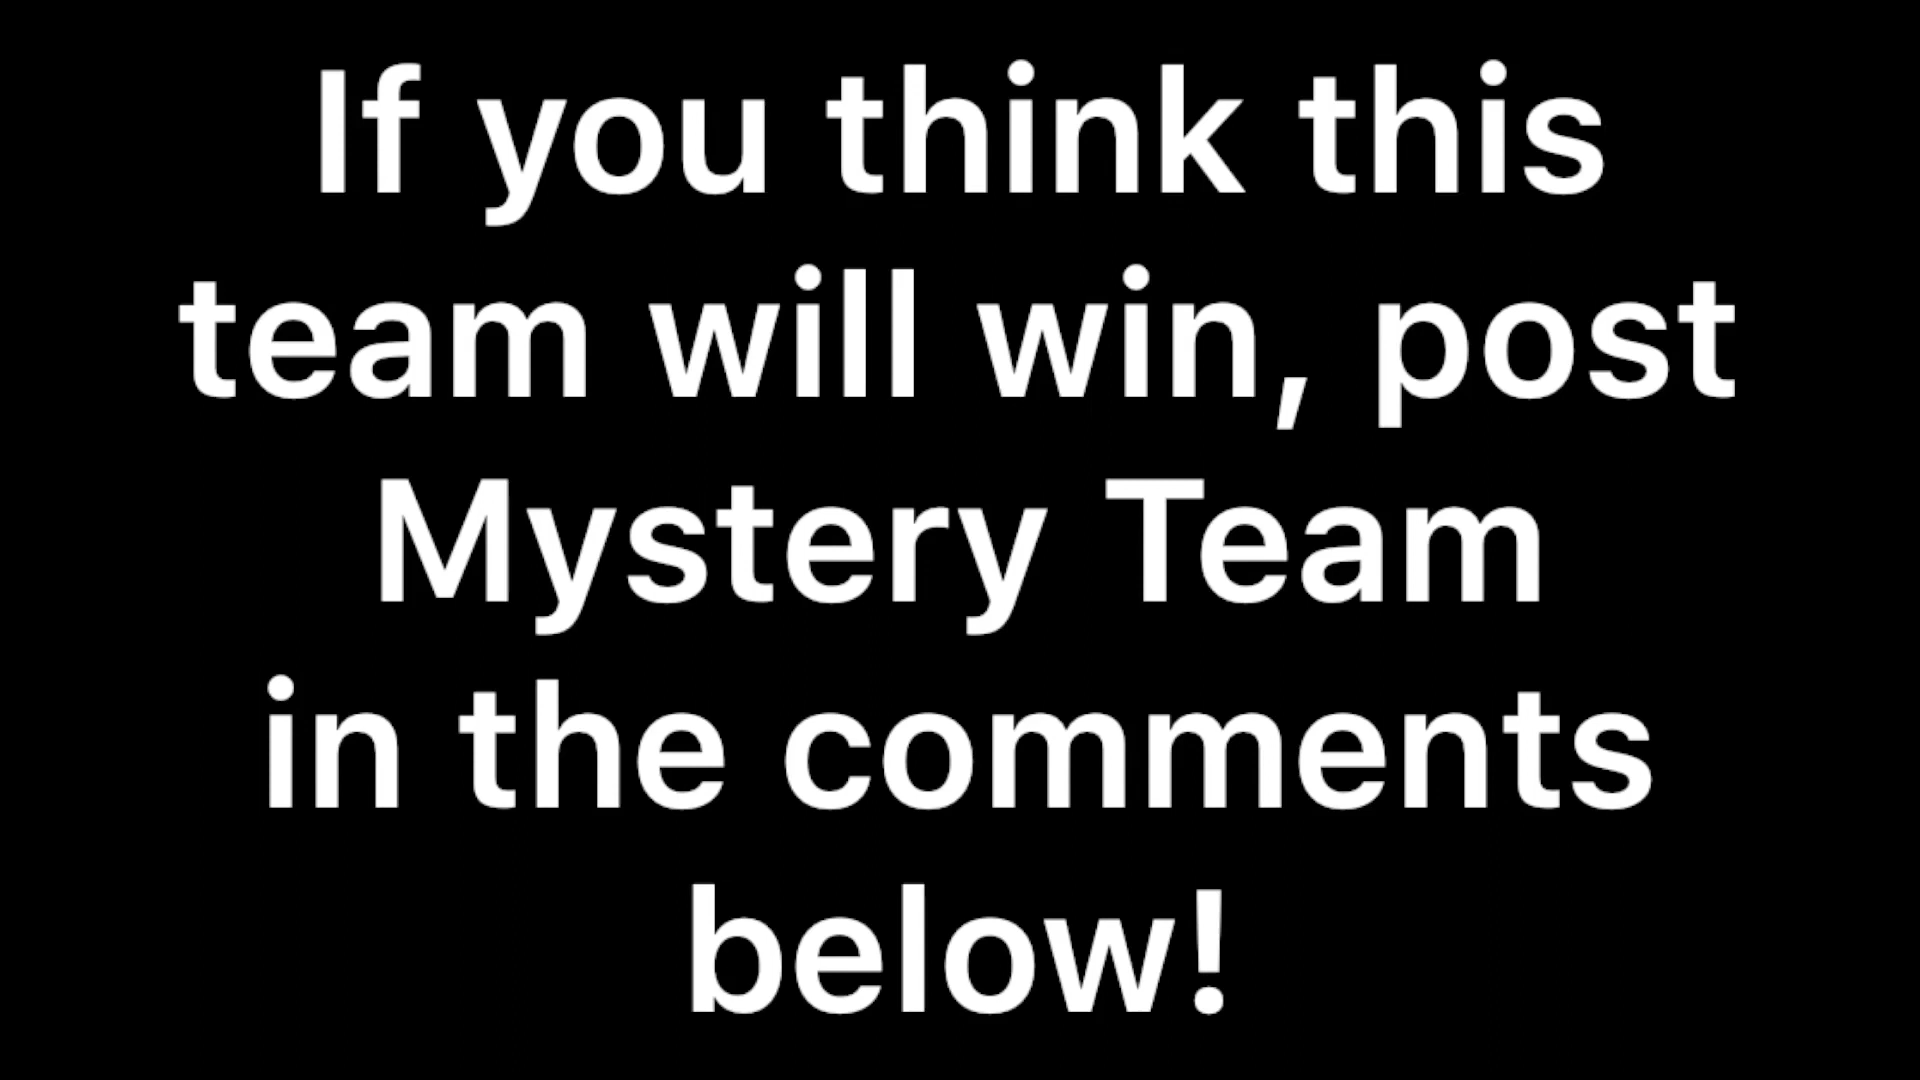 If you think this
team will win, post
Mystery Team
in the comments
below!